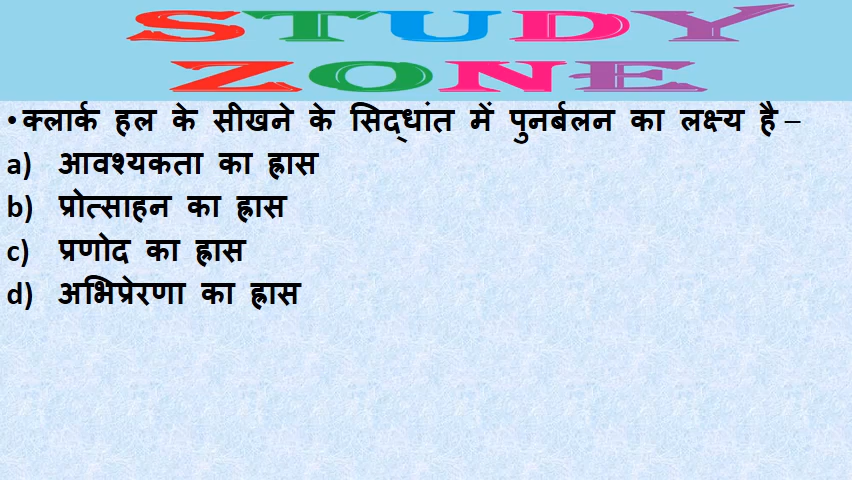 STUDY
ZONE
• क्लार्क हल के सीखने के सिद्धांत में पुनर्बलन का लक्ष्य है –
a) आवश्यकता का ह्रास
b) प्रोत्साहन का ह्रास
c) प्रणोद का ह्रास
d) अभिप्रेरणा का ह्रास